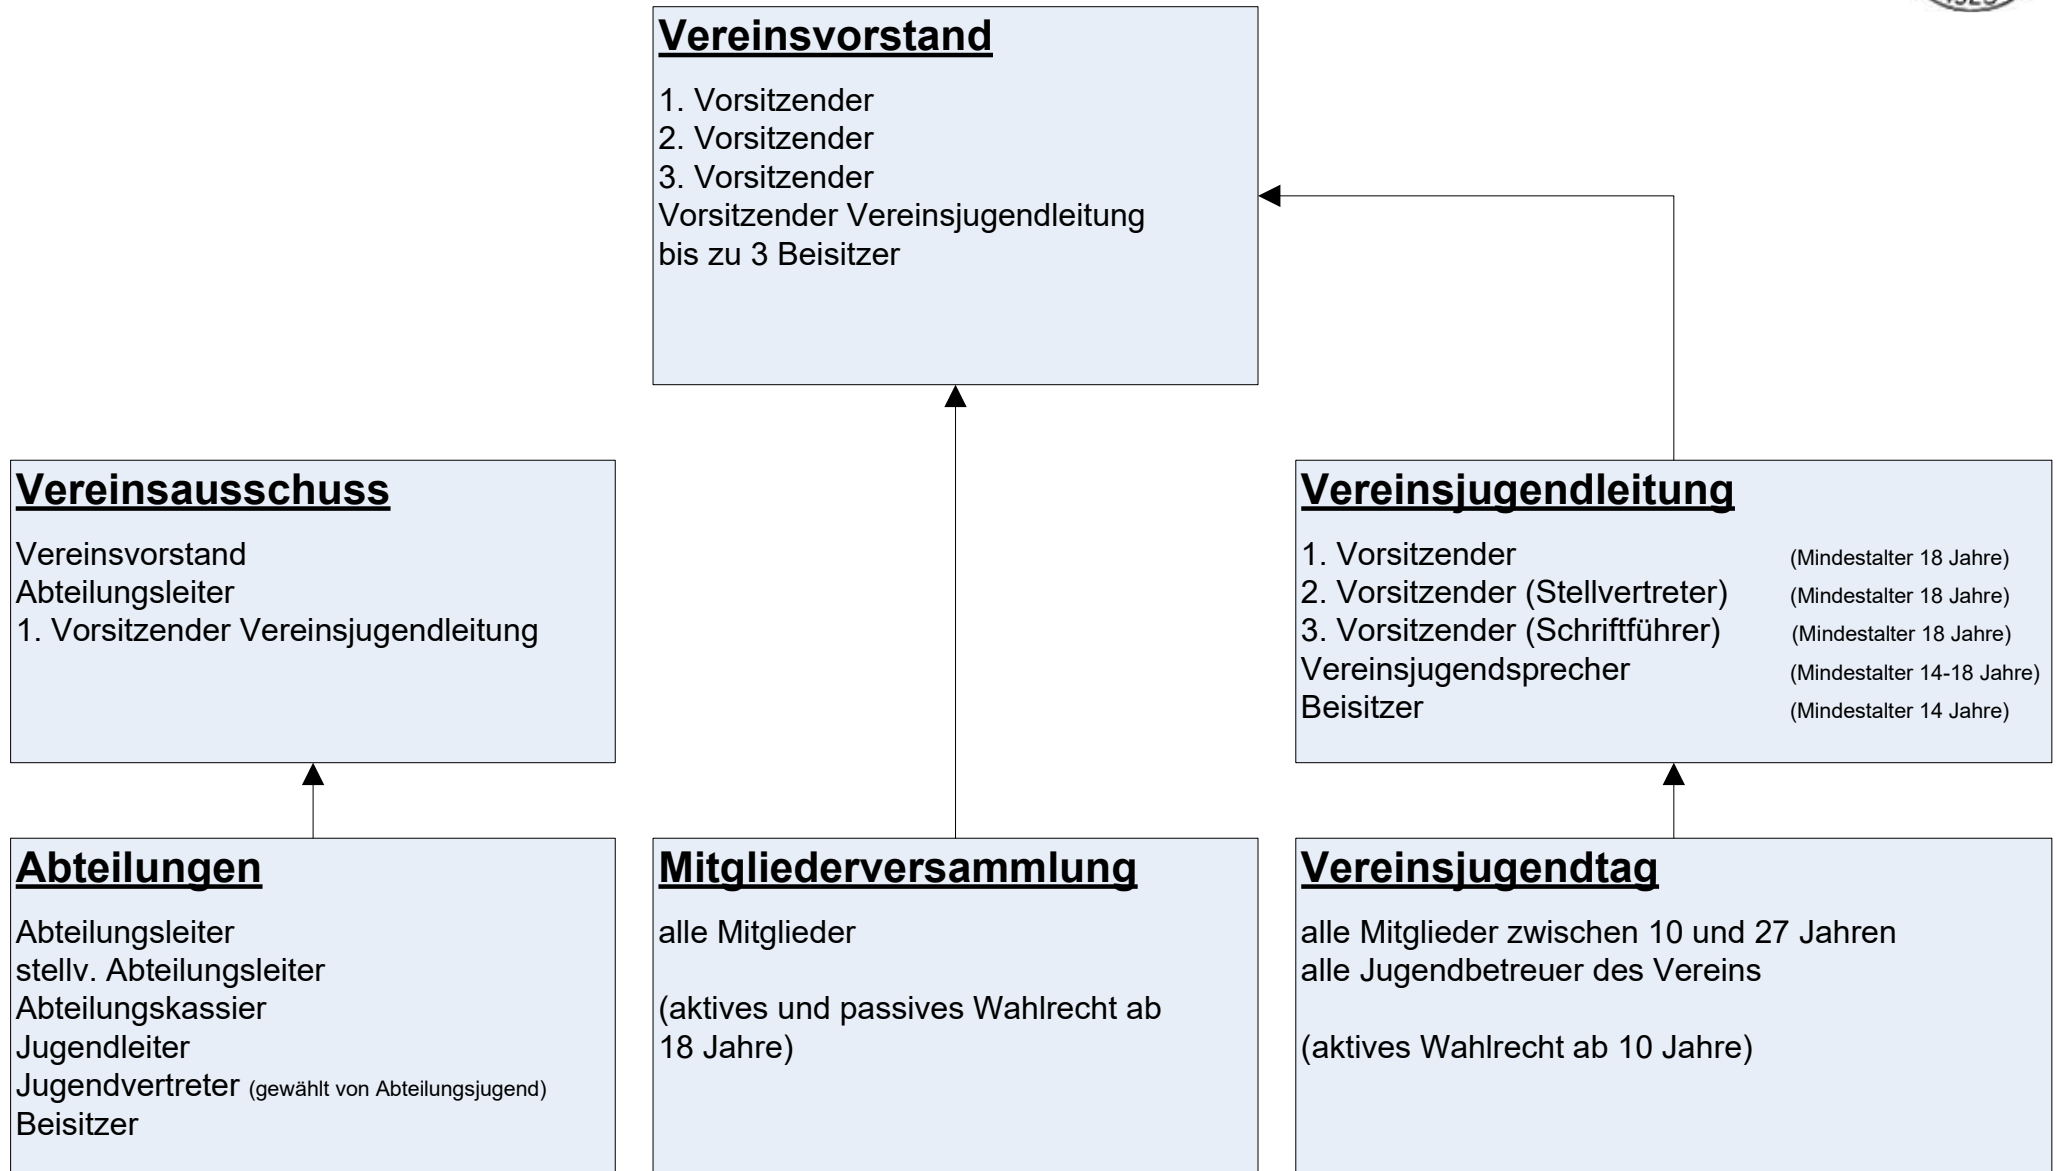 Vereinsvorstand
1. Vorsitzender
2. Vorsitzender
3. Vorsitzender
Vorsitzender Vereinsjugendleitung
bis zu 3 Beisitzer
Vereinsausschuss
Vereinsvorstand
Abteilungsleiter
1. Vorsitzender Vereinsjugendleitung
Vereinsjugendleitung
1. Vorsitzender (Mindestalter 18 Jahre)
2. Vorsitzender (Stellvertreter) (Mindestalter 18 Jahre)
3. Vorsitzender (Schriftführer) (Mindestalter 18 Jahre)
Vereinsjugendsprecher (Mindestalter 14-18 Jahre)
Beisitzer (Mindestalter 14 Jahre)
Abteilungen
Abteilungsleiter
stellv. Abteilungsleiter
Abteilungskassier
Jugendleiter
Jugendvertreter (gewählt von Abteilungsjugend)
Beisitzer
Mitgliederversammlung
alle Mitglieder
(aktives und passives Wahlrecht ab
18 Jahre)
Vereinsjugendtag
alle Mitglieder zwischen 10 und 27 Jahren
alle Jugendbetreuer des Vereins
(aktives Wahlrecht ab 10 Jahre)